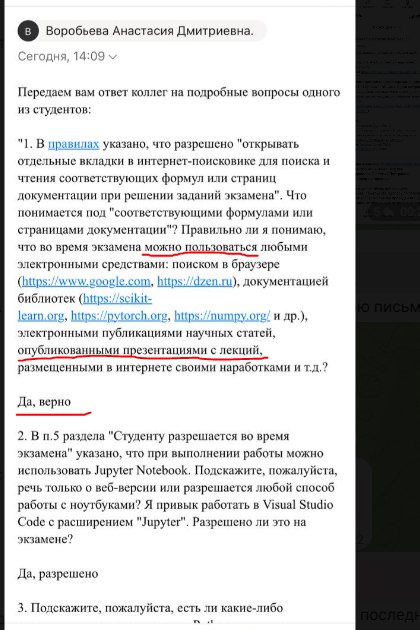 В
Воробьева Анастасия Дмитриевна.
Сегодня, 14:09
Передаем вам ответ коллег на подробные вопросы одного
из студентов:
"1. В правилах указано, что разрешено "открывать
отдельные вкладки в интернет-поисковике для поиска и
чтения соответствующих формул или страниц
документации при решении заданий экзамена". Что
понимается под "соответствующими формулами или
страницами документации"? Правильно ли я понимаю,
что во время экзамена можно пользоваться любыми
электронными средствами: поиском в браузере
(https://www.google.com, https://dzen.ru), документацией
библиотек (https://scikit-
learn.org, https://pytorch.org, https://numpy.org/ и др.),
электронными публикациями научных статей,
опубликованными презентациями с лекций,
размещенными в интернете своими наработками и т.д.?
Да, верно
2. В п.5 раздела "Студенту разрешается во время
экзамена" указано, что при выполнении работы можно
использовать Jupyter Notebook. Подскажите, пожалуйста,
речь только о веб-версии или разрешается любой способ
работы с ноутбуками? Я привык работать в Visual Studio
Code с расширением "Jupyter". Разрешено ли это на
экзамене?
Да, разрешено
3. Подскажите, пожалуйста, есть ли какие-либо
ю письм
последн